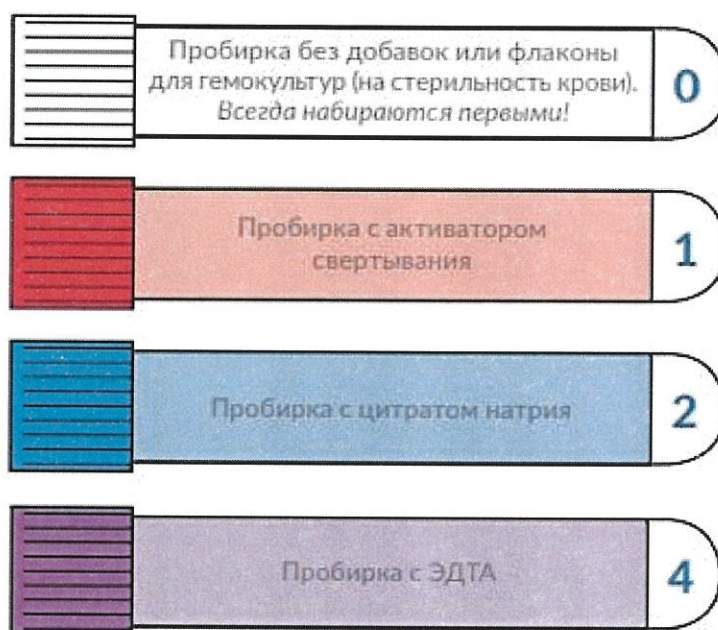 Пробирка без добавок или флаконы
для гемокультур (на стерильность крови).
Всегда набираются первыми!
0
Пробирка с активатором
свертывания
1
Пробирка с цитратом натрия
2
Пробирка с ЭДТА
4